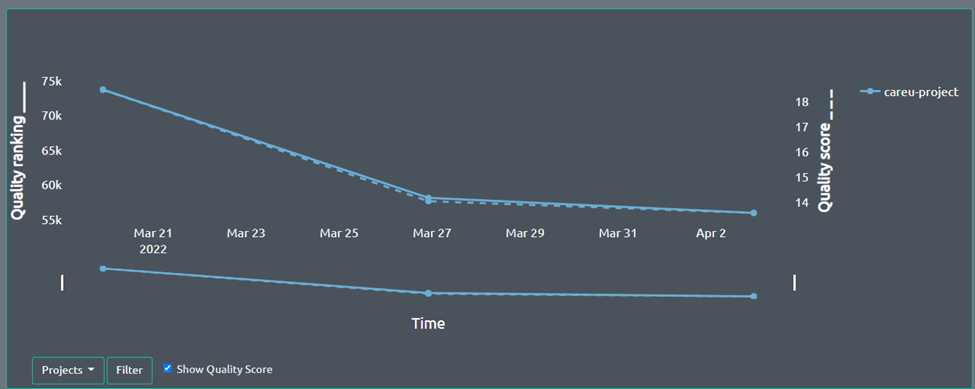 75k
70k
65k
60k
55k
Quality ranking ____
18
17
16
15
14
Quality score _ _ _
careu-project
Mar 21
2022
Mar 23
Mar 25
Mar 27
Mar 29
Mar 31
Apr 2
Time
Projects
Filter
Show Quality Score